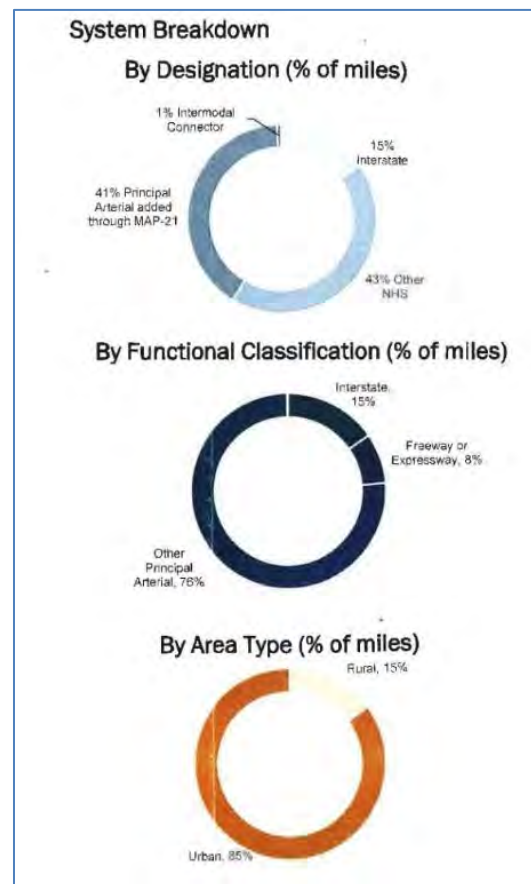 System Breakdown
By Designation (% of miles)
1% Intermodal
Connector
15%
Interstate
41% Principal
Arterial added
through MAP-21
43% Other
NHS
By Functional Classification (% of miles)
Interstate,
15%
Freeway or
Expressway, 8%
Other
Principal
Arterial, 76%
By Area Type (% of miles)
Rural, 15%
Urban, 85%